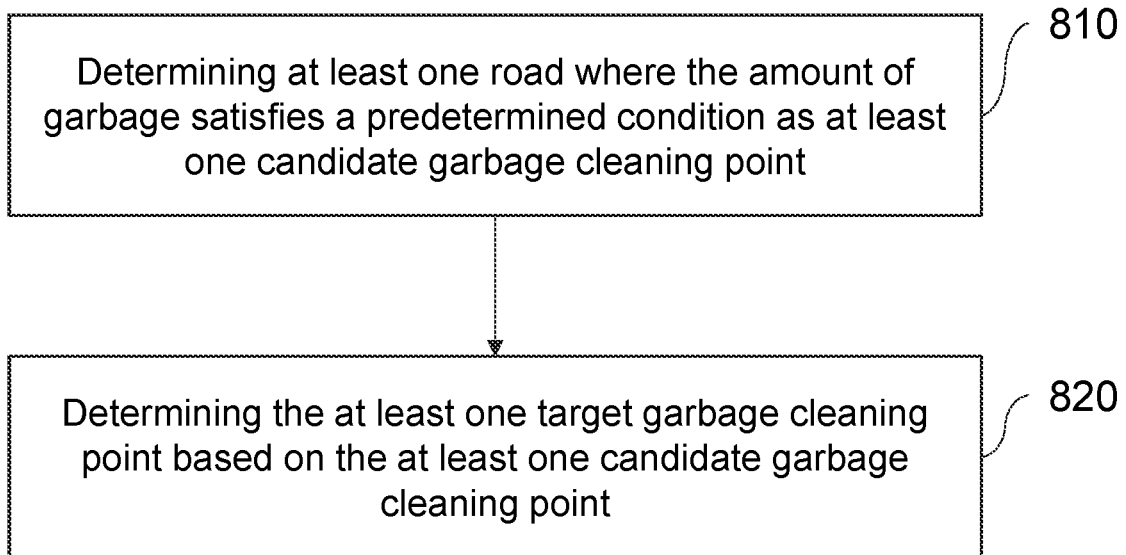 810
Determining at least one road where the amount of
garbage satisfies a predetermined condition as at least
one candidate garbage cleaning point
820
Determining the at least one target garbage cleaning
point based on the at least one candidate garbage
cleaning point